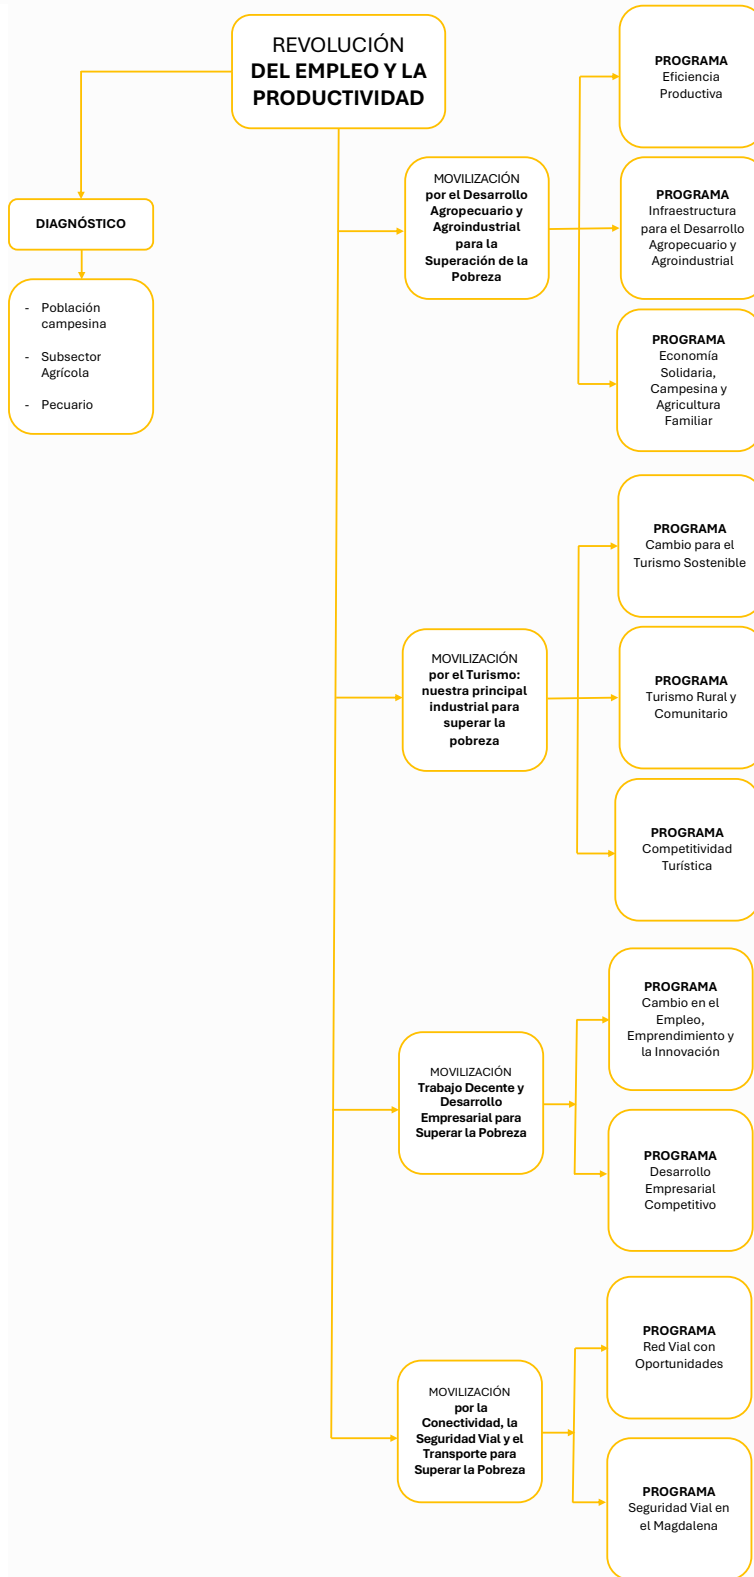 REVOLUCIÓN
DEL EMPLEO Y LA
PRODUCTIVIDAD
DIAGNÓSTICO
- Población
campesina
- Subsector
Agrícola
- Pecuario
MOVILIZACIÓN
por el Desarrollo
Agropecuario y
Agroindustrial
para la
Superación de la
Pobreza
PROGRAMA
Eficiencia
Productiva
PROGRAMA
Infraestructura
para el Desarrollo
Agropecuario y
Agroindustrial
PROGRAMA
Economía
Solidaria,
Campesina y
Agricultura
Familiar
MOVILIZACIÓN
por el Turismo:
nuestra principal
industrial para
superar la
pobreza
PROGRAMA
Cambio para el
Turismo Sostenible
PROGRAMA
Turismo Rural y
Comunitario
PROGRAMA
Competitividad
Turística
MOVILIZACIÓN
Trabajo Decente y
Desarrollo
Empresarial para
Superar la Pobreza
PROGRAMA
Cambio en el
Empleo,
Emprendimiento y
la Innovación
PROGRAMA
Desarrollo
Empresarial
Competitivo
MOVILIZACIÓN
por la
Conectividad, la
Seguridad Vial y el
Transporte para
Superar la Pobreza
PROGRAMA
Red Vial con
Oportunidades
PROGRAMA
Seguridad Vial en
el Magdalena